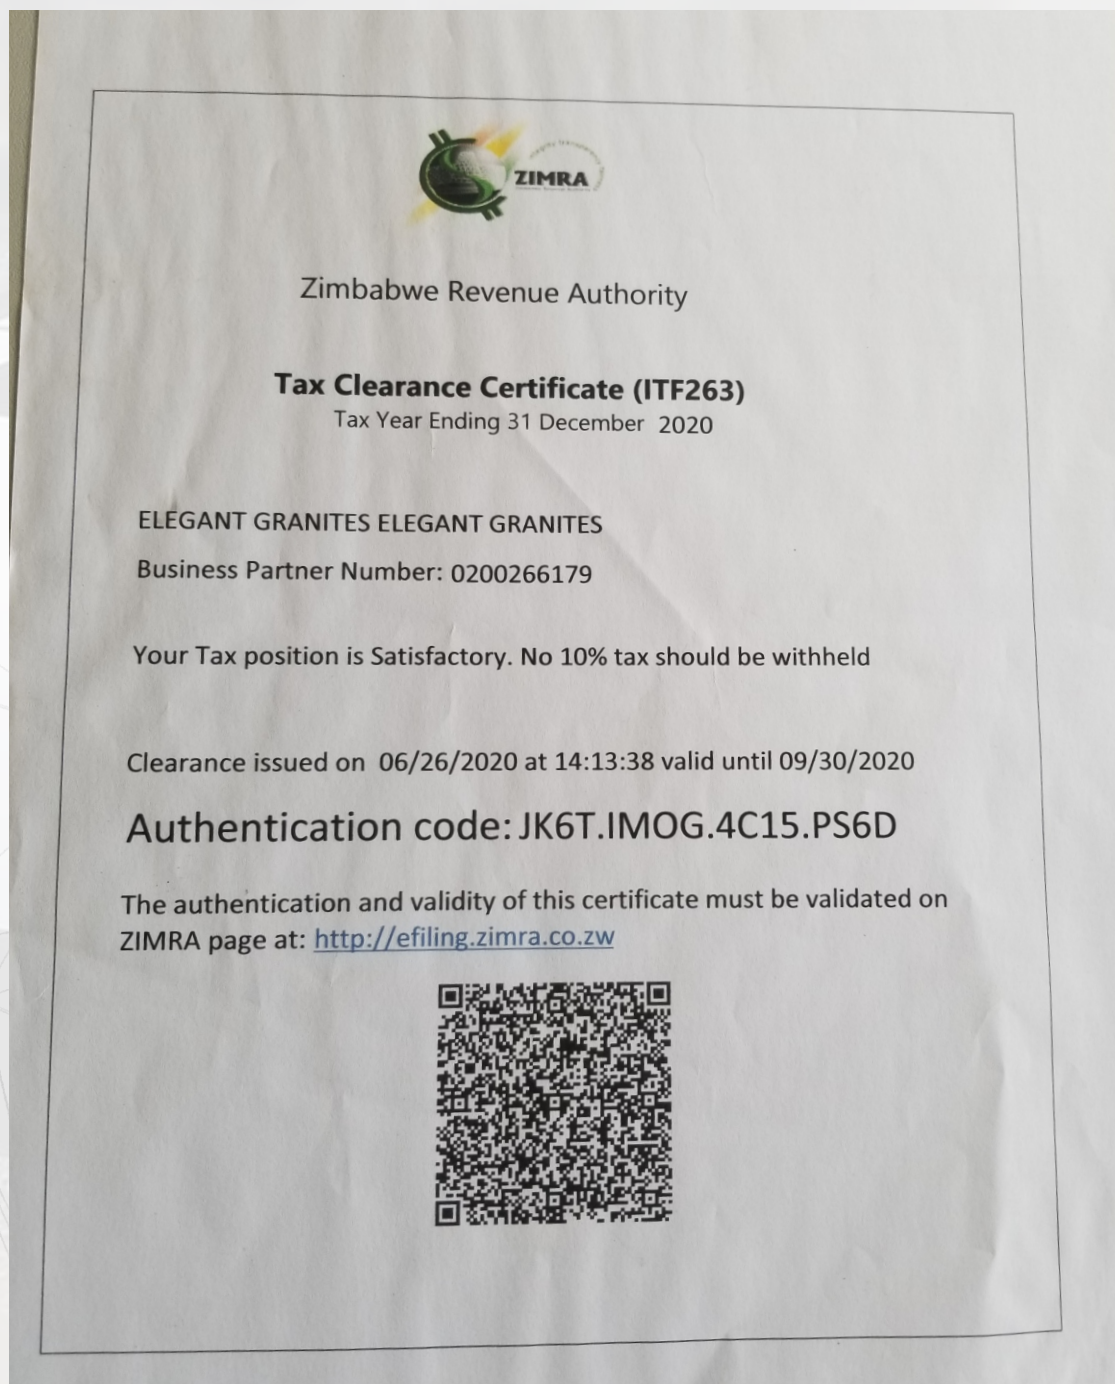 ZIMRA
Zimbabwe Revenue Authority
Tax Clearance Certificate (ITF263)
Tax Year Ending 31 December 2020
ELEGANT GRANITES ELEGANT GRANITES
Business Partner Number: 0200266179
Your Tax position is Satisfactory. No 10% tax should be withheld
Clearance issued on 06/26/2020 at 14:13:38 valid until 09/30/2020
Authentication code: JK6T.IMOG.4C15.PS6D
The authentication and validity of this certificate must be validated on
ZIMRA page at: http://efiling.zimra.co.zw